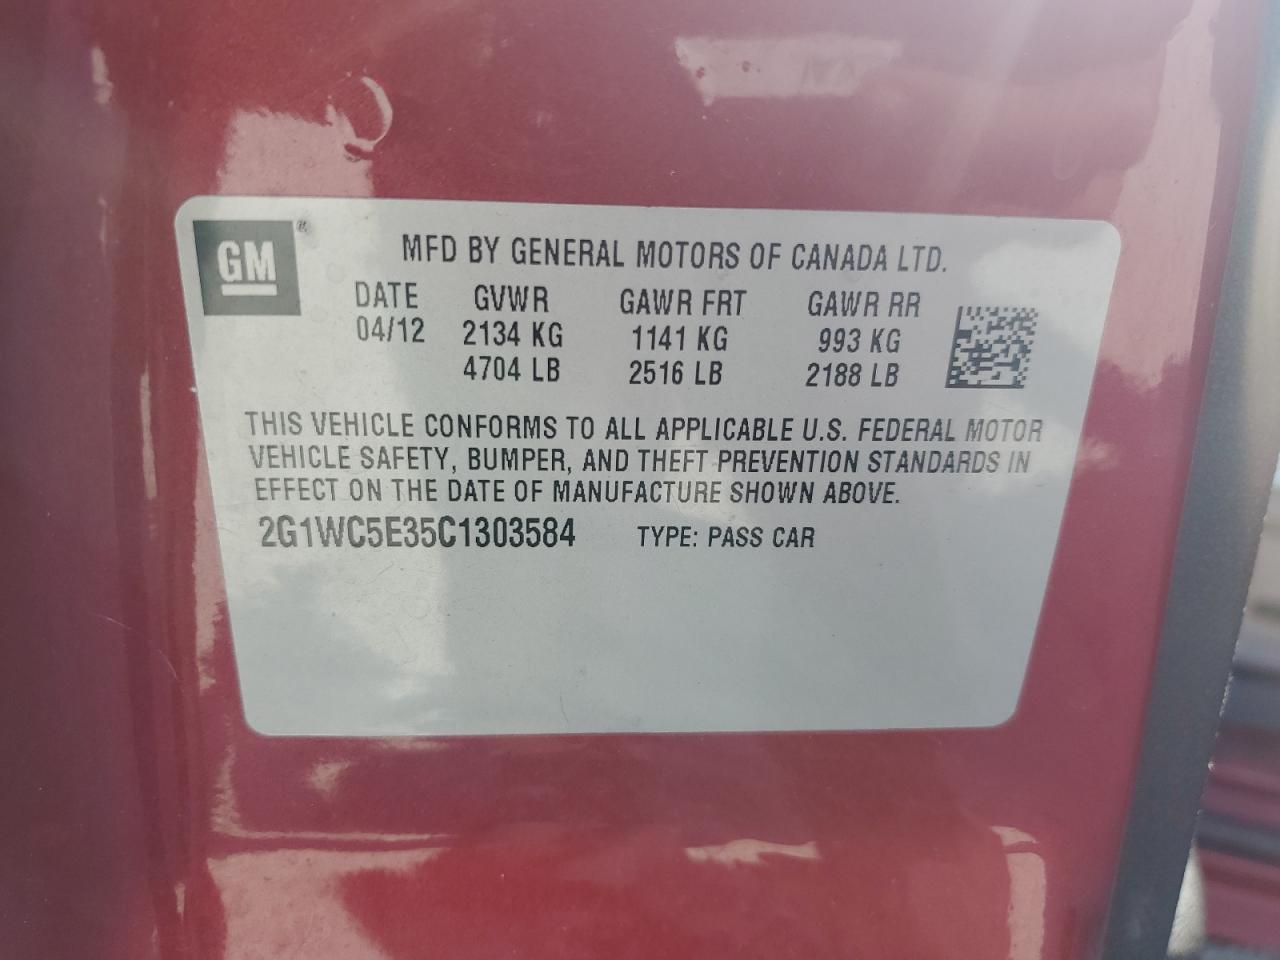 GM ®
MFD BY GENERAL MOTORS OF CANADA LTD.
DATE GVWR GAWR FRT GAWR RR
04/12 2134 KG 1141 KG 993 KG
4704 LB 2516 LB 2188 LB
THIS VEHICLE CONFORMS TO ALL APPLICABLE U.S. FEDERAL MOTOR
VEHICLE SAFETY, BUMPER, AND THEFT PREVENTION STANDARDS IN
EFFECT ON THE DATE OF MANUFACTURE SHOWN ABOVE.
2G1WC5E35C1303584 TYPE: PASS CAR